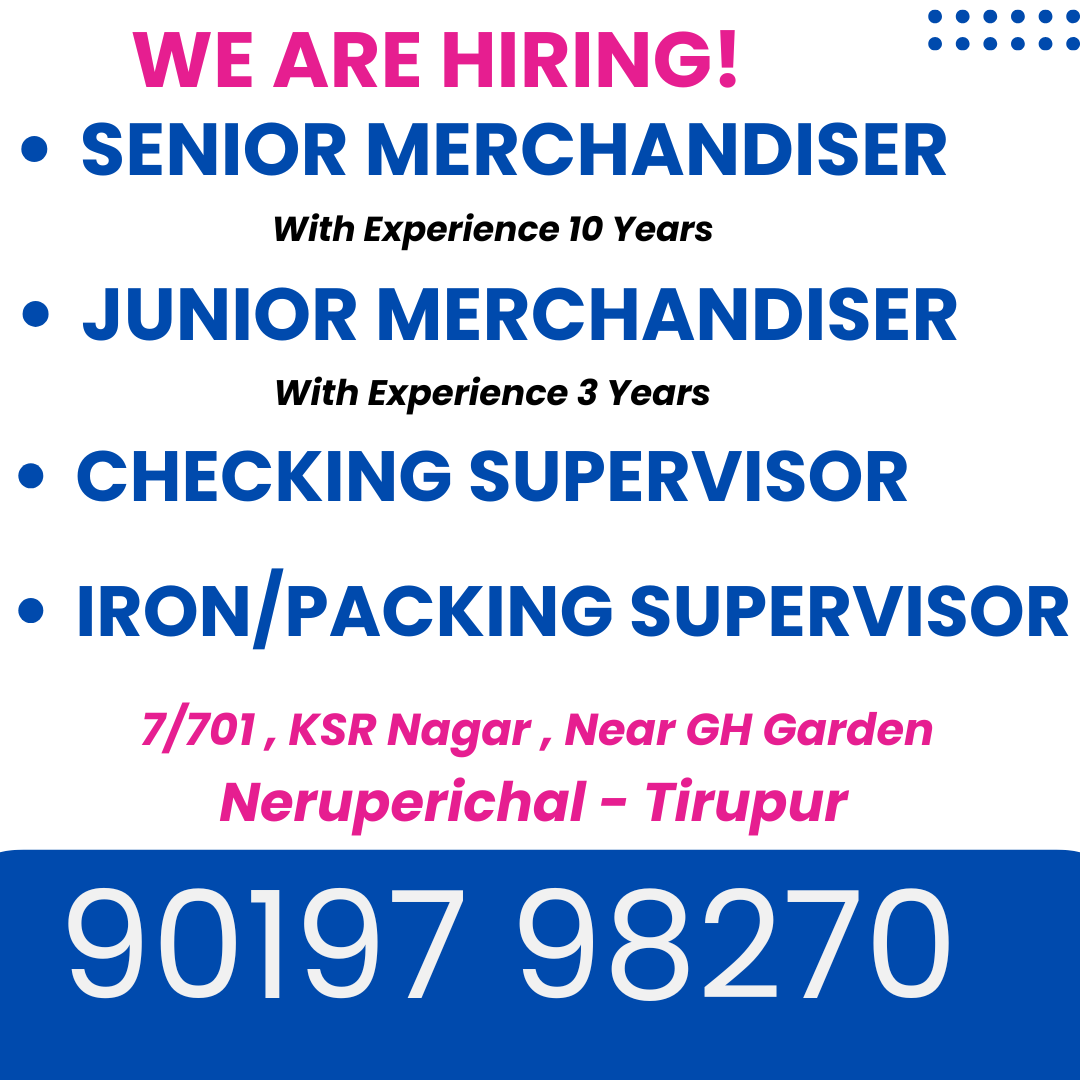 WE ARE HIRING!
• SENIOR MERCHANDISER
With Experience 10 Years
• JUNIOR MERCHANDISER
With Experience 3 Years
• CHECKING SUPERVISOR
• IRON/PACKING SUPERVISOR
7/701 , KSR Nagar , Near GH Garden
Neruperichal - Tirupur
90197 98270